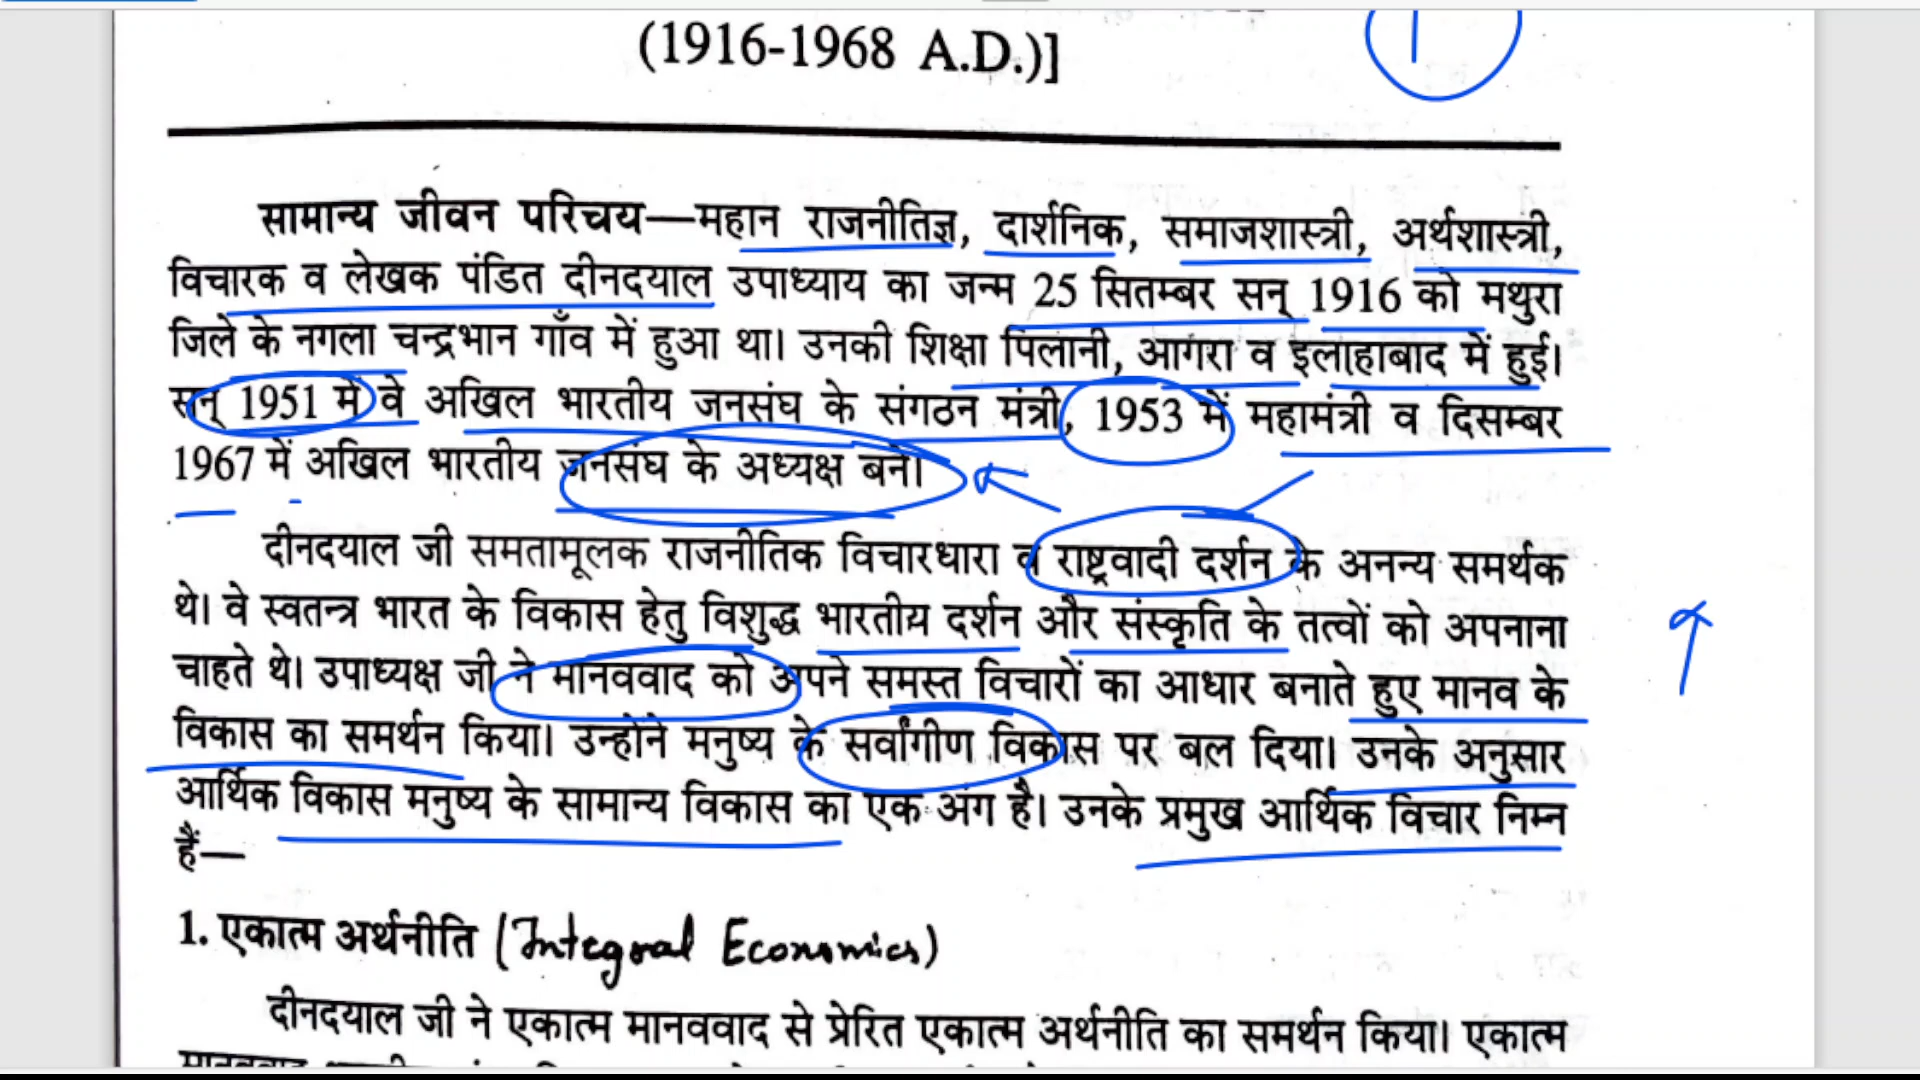 (1916-1968 A.D.)]
1
सामान्य जीवन परिचय—महान राजनीतिज्ञ, दार्शनिक, समाजशास्त्री, अर्थशास्त्री,
विचारक व लेखक पंडित दीनदयाल उपाध्याय का जन्म 25 सितम्बर सन् 1916 को मथुरा
जिले के नगला चन्द्रभान गाँव में हुआ था। उनकी शिक्षा पिलानी, आगरा व इलाहाबाद में हुई।
सन् 1951 में वे अखिल भारतीय जनसंघ के संगठन मंत्री, 1953 में महामंत्री व दिसम्बर
1967 में अखिल भारतीय जनसंघ के अध्यक्ष बने।
दीनदयाल जी समतामूलक राजनीतिक विचारधारा व राष्ट्रवादी दर्शन के अनन्य समर्थक
थे। वे स्वतन्त्र भारत के विकास हेतु विशुद्ध भारतीय दर्शन और संस्कृति के तत्वों को अपनाना
चाहते थे। उपाध्यक्ष जी ने मानववाद को अपने समस्त विचारों का आधार बनाते हुए मानव के
विकास का समर्थन किया। उन्होने मनुष्य के सर्वांगीण विकास पर बल दिया। उनके अनुसार
आर्थिक विकास मनुष्य के सामान्य विकास का एक अंग है। उनके प्रमुख आर्थिक विचार निम्न
हैं—
1. एकात्म अर्थनीति (Integral Economics)
दीनदयाल जी ने एकात्म मानववाद से प्रेरित एकात्म अर्थनीति का समर्थन किया। एकात्म